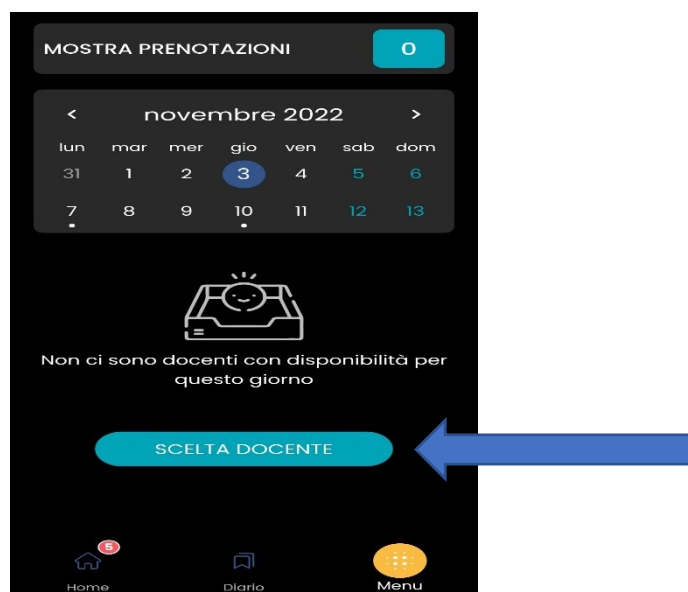 MOSTRA PRENOTAZIONI 0
< novembre 2022 >
lun mar mer gio ven sab dom
31 1 2 3 4 5 6
7 8 9 10 11 12 13
Non ci sono docenti con disponibilità per
questo giorno
SCELTA DOCENTE
5
Home Diario Menu